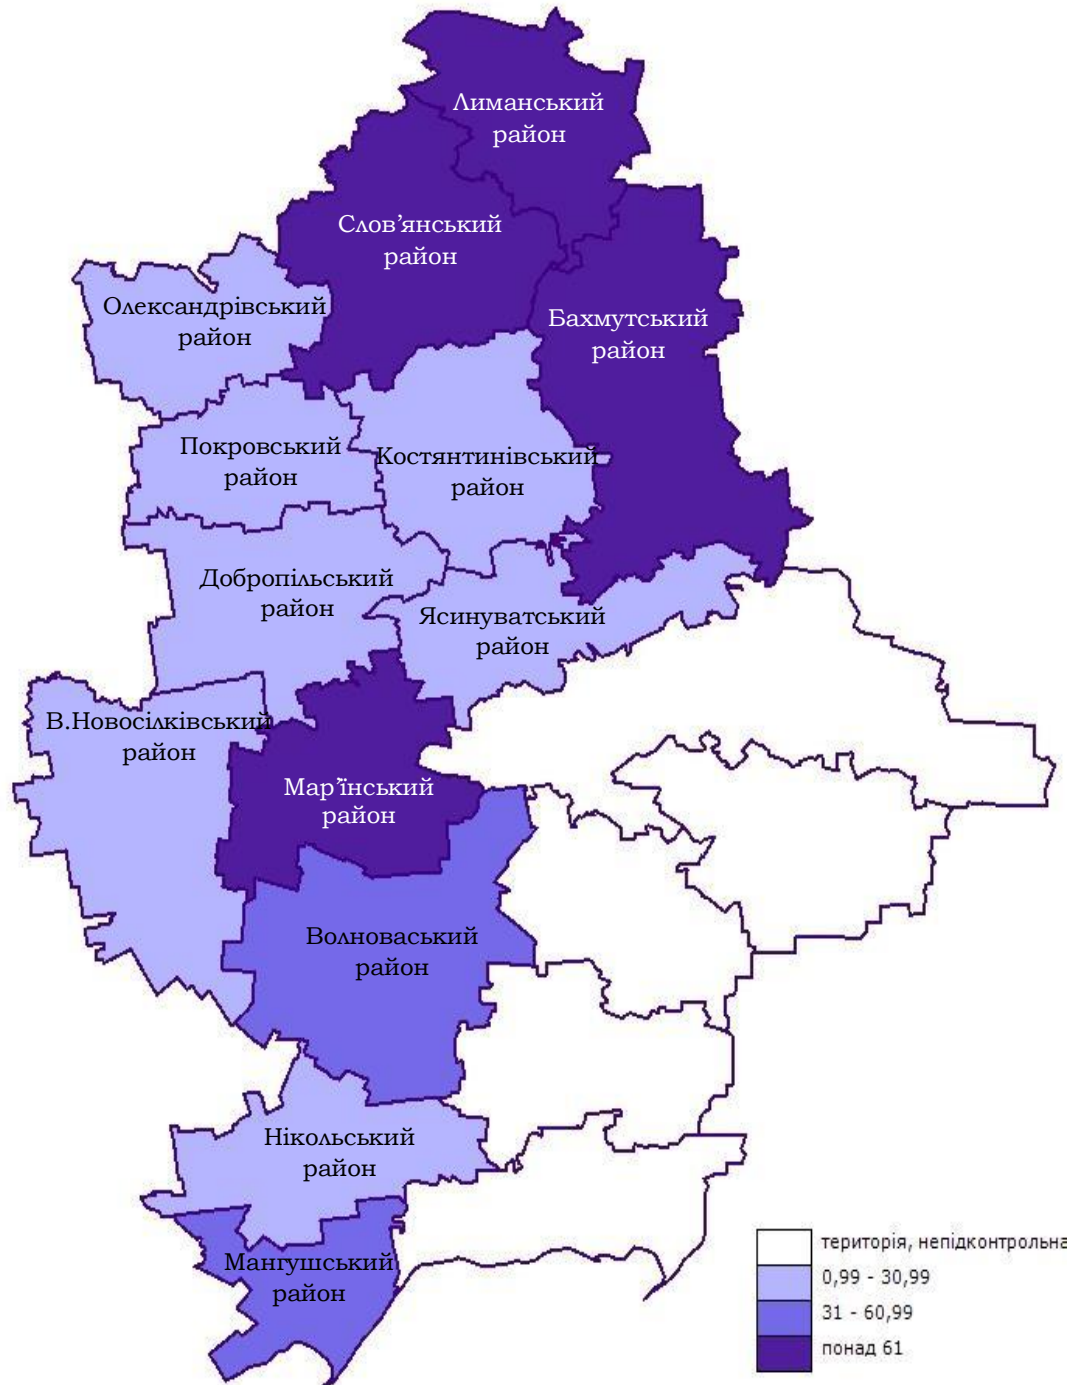 Лиманський
район
Слов’янський
район
Олександрівський
район
Бахмутський
район
Покровський
район
Костянтинівський
район
Добропільський
район
Ясинуватський
район
В.Новосілківський
район
Мар’їнський
район
Волноваський
район
Нікольський
район
Мангушський
район
територія, непідконтрольна
0,99 - 30,99
31 - 60,99
понад 61